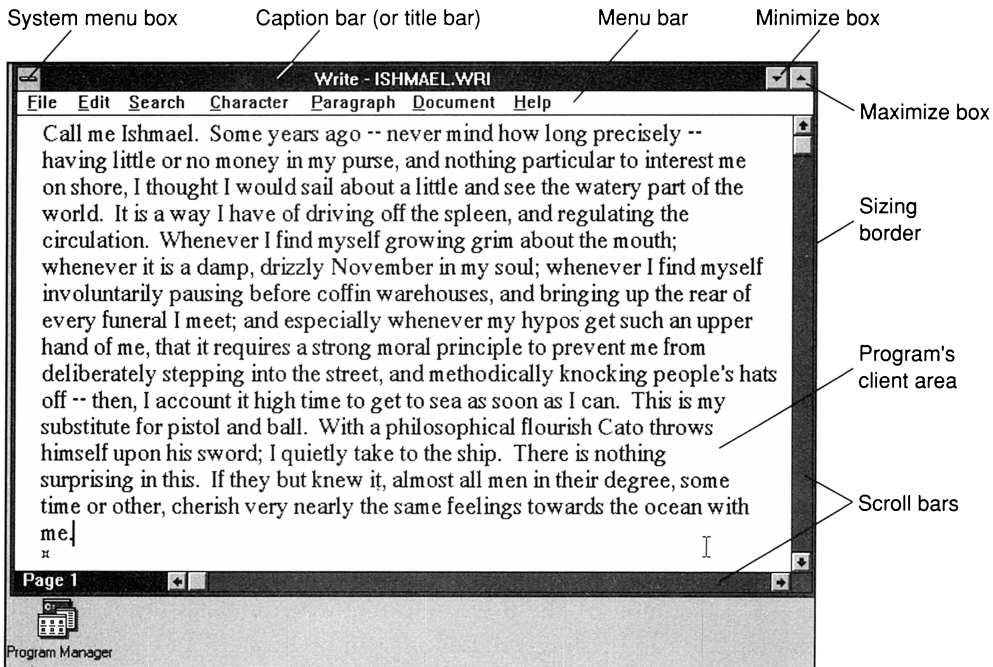 System menu box
Caption bar (or title bar)
Menu bar
Minimize box
Write - ISHMAEL.WRI
Maximize box
File Edit Search Character Paragraph Document Help
Call me Ishmael. Some years ago -- never mind how long precisely --
having little or no money in my purse, and nothing particular to interest me
on shore, I thought I would sail about a little and see the watery part of the
world. It is a way I have of driving off the spleen, and regulating the
circulation. Whenever I find myself growing grim about the mouth;
whenever it is a damp, drizzly November in my soul; whenever I find myself
involuntarily pausing before coffin warehouses, and bringing up the rear of
every funeral I meet; and especially whenever my hypos get such an upper
hand of me, that it requires a strong moral principle to prevent me from
deliberately stepping into the street, and methodically knocking people's hats
off -- then, I account it high time to get to sea as soon as I can. This is my
substitute for pistol and ball. With a philosophical flourish Cato throws
himself upon his sword; I quietly take to the ship. There is nothing
surprising in this. If they but knew it, almost all men in their degree, some
time or other, cherish very nearly the same feelings towards the ocean with
me.
¤
Sizing
border
Program's
client area
Scroll bars
Page 1
Program Manager